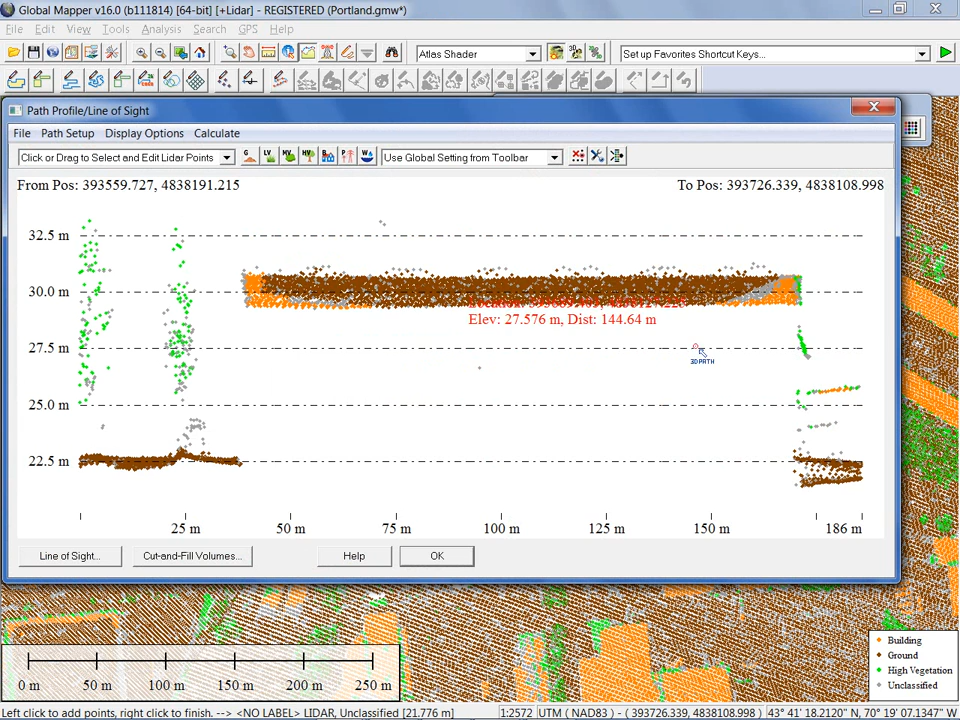 Global Mapper v16.0 (b111814) [64-bit] [+Lidar] - REGISTERED (Portland.gmw*)
File Edit View Tools Analysis Search GPS Help
Atlas Shader
Set up Favorites Shortcut Keys...
Path Profile/Line of Sight
File Path Setup Display Options Calculate
Click or Drag to Select and Edit Lidar Points
Use Global Setting from Toolbar
From Pos: 393559.727, 4838191.215
To Pos: 393726.339, 4838108.998
32.5 m
30.0 m
Elev: 27.576 m, Dist: 144.64 m
27.5 m
3D PATH
25.0 m
22.5 m
25 m 50 m 75 m 100 m 125 m 150 m 186 m
Line of Sight... Cut-and-Fill Volumes... Help OK
Building
Ground
High Vegetation
Unclassified
0 m 50 m 100 m 150 m 200 m 250 m
Left click to add points, right click to finish. --> <NO LABEL> LIDAR, Unclassified [21.776 m]
1:2572 UTM ( NAD83 ) - ( 393726.339, 4838108.998 ) 43° 41' 18.2120" N, 70° 19' 07.1347" W